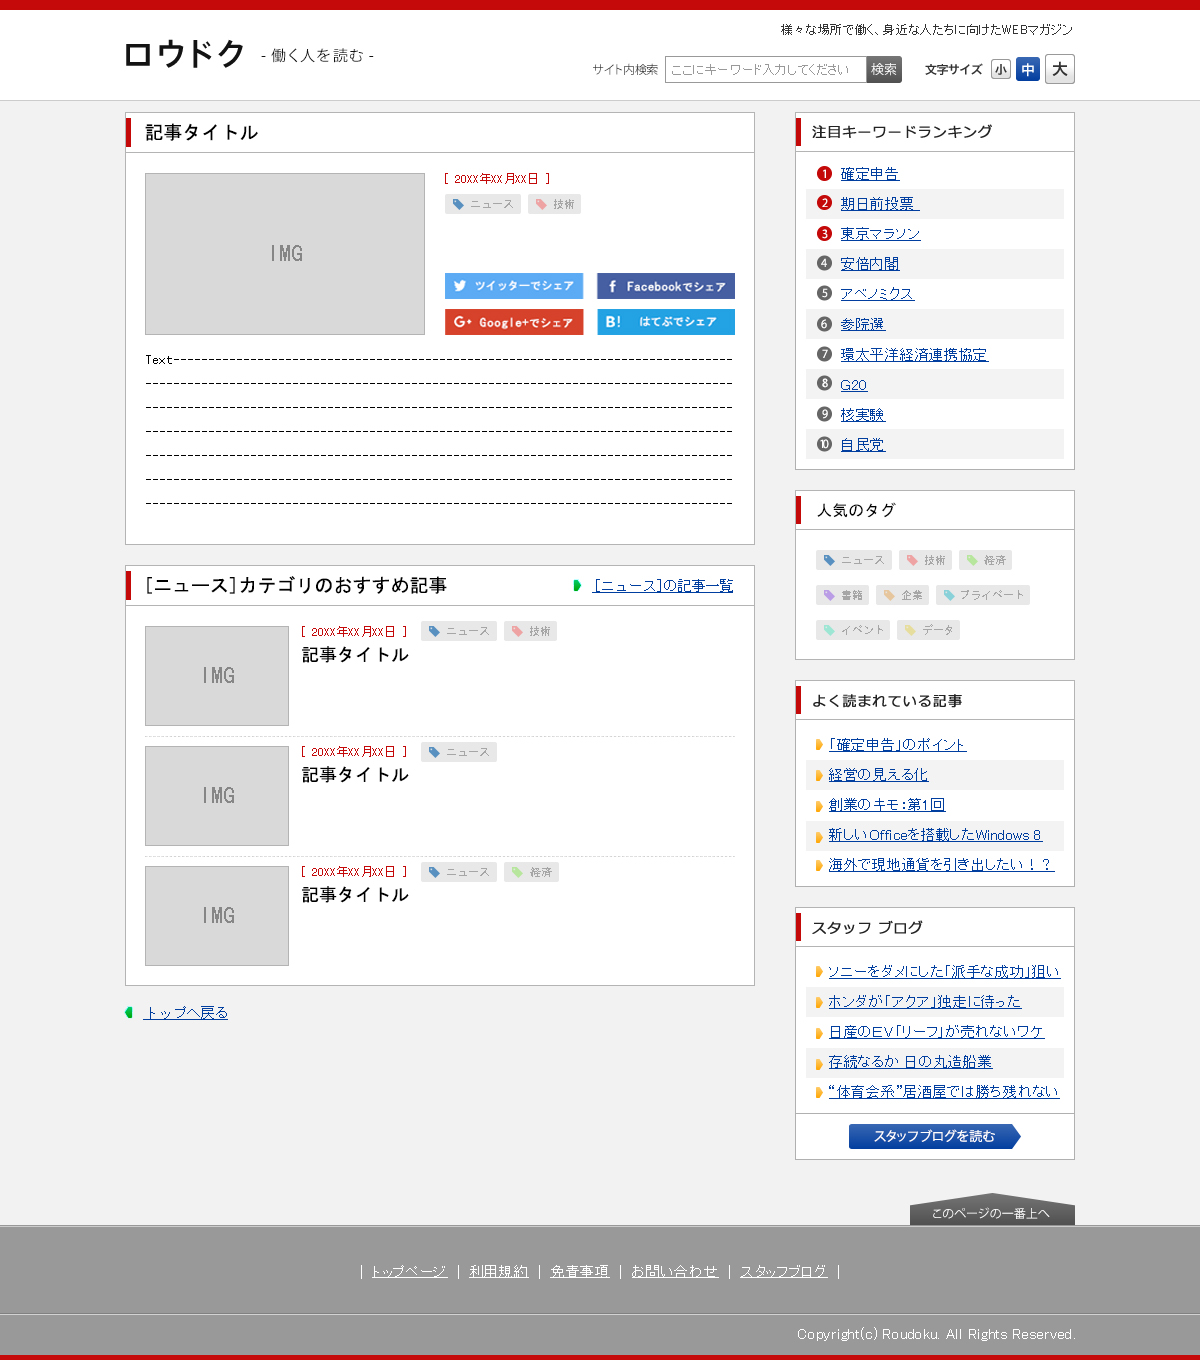 様々な場所で働く、身近な人たちに向けたWEBマガジン
ロウドク - 働く人を読む -
サイト内検索 ここにキーワード入力してください 検索 文字サイズ 小 中 大
記事タイトル
IMG
[ 20XX年XX月XX日 ]
ニュース 技術
ツイッターでシェア Facebookでシェア
Google+でシェア B! はてぶでシェア
Text--------------------------------------------------------------------------------
------------------------------------------------------------------------------------
------------------------------------------------------------------------------------
------------------------------------------------------------------------------------
------------------------------------------------------------------------------------
------------------------------------------------------------------------------------
------------------------------------------------------------------------------------
[ニュース]カテゴリのおすすめ記事 [ニュース]の記事一覧
IMG
[ 20XX年XX月XX日 ] ニュース 技術
記事タイトル
IMG
[ 20XX年XX月XX日 ] ニュース
記事タイトル
IMG
[ 20XX年XX月XX日 ] ニュース 経済
記事タイトル
トップへ戻る
注目キーワードランキング
1 確定申告
2 期日前投票
3 東京マラソン
4 安倍内閣
5 アベノミクス
6 参院選
7 環太平洋経済連携協定
8 G20
9 核実験
10 自民党
人気のタグ
ニュース 技術 経済
書籍 企業 プライベート
イベント データ
よく読まれている記事
「確定申告」のポイント
経営の見える化
創業のキモ：第1回
新しいOfficeを搭載したWindows 8
海外で現地通貨を引き出したい！？
スタッフ ブログ
ソニーをダメにした「派手な成功」狙い
ホンダが「アクア」独走に待った
日産のEV「リーフ」が売れないワケ
存続なるか 日の丸造船業
“体育会系”居酒屋では勝ち残れない
スタッフブログを読む
このページの一番上へ
| トップページ | 利用規約 | 免責事項 | お問い合わせ | スタッフブログ |
Copyright(c) Roudoku. All Rights Reserved.